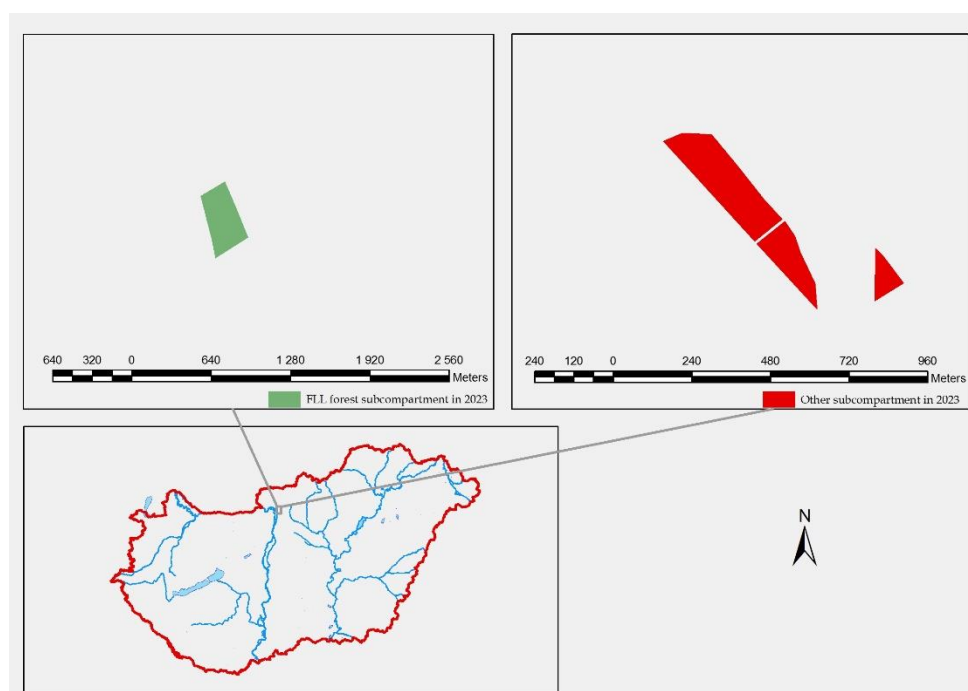 640 320 0 640 1 280 1 920 2 560
Meters
FLL forest subcompartment in 2023
240 120 0 240 480 720 960
Meters
Other subcompartment in 2023
N